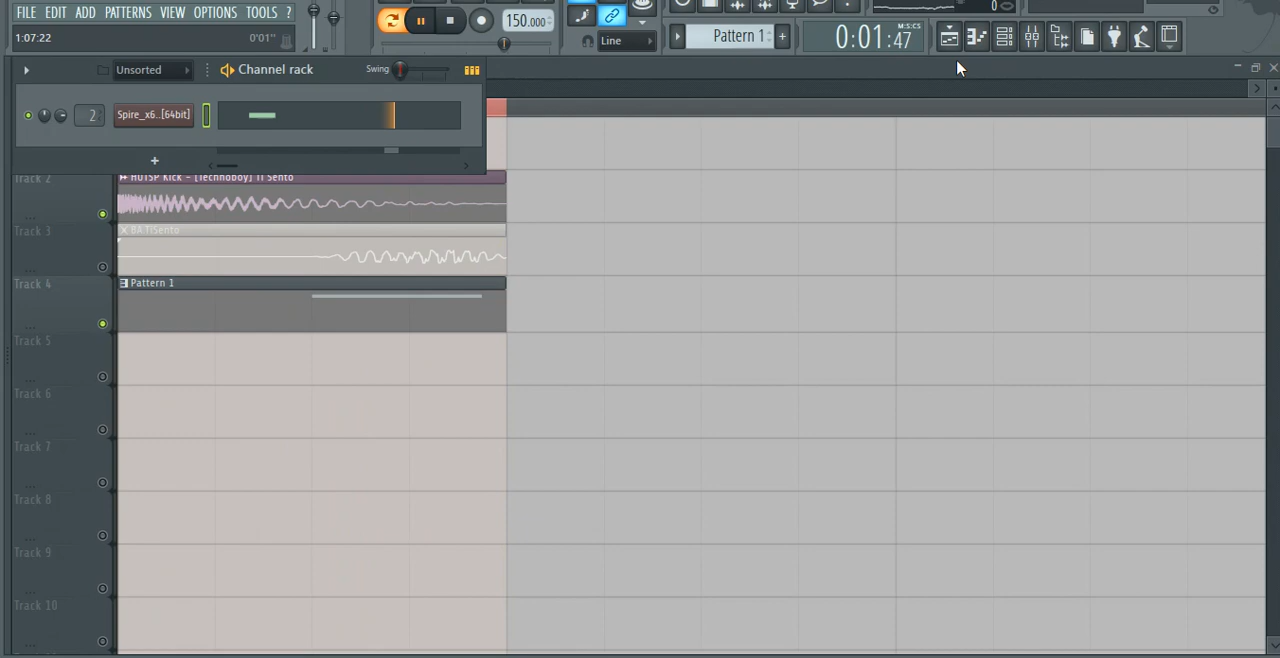 FILE EDIT ADD PATTERNS VIEW OPTIONS TOOLS ?
1:07:22 0'01"
150.000
Line
Pattern 1 +
0:01:47 M:S:CS
0
Unsorted
Channel rack
Swing
2 Spire_x6..[64bit]
+
Track 2
HUTSP Kick - [Technoboy] Ti Sento
Track 3
BA TiSento
Track 4
Pattern 1
Track 5
Track 6
Track 7
Track 8
Track 9
Track 10